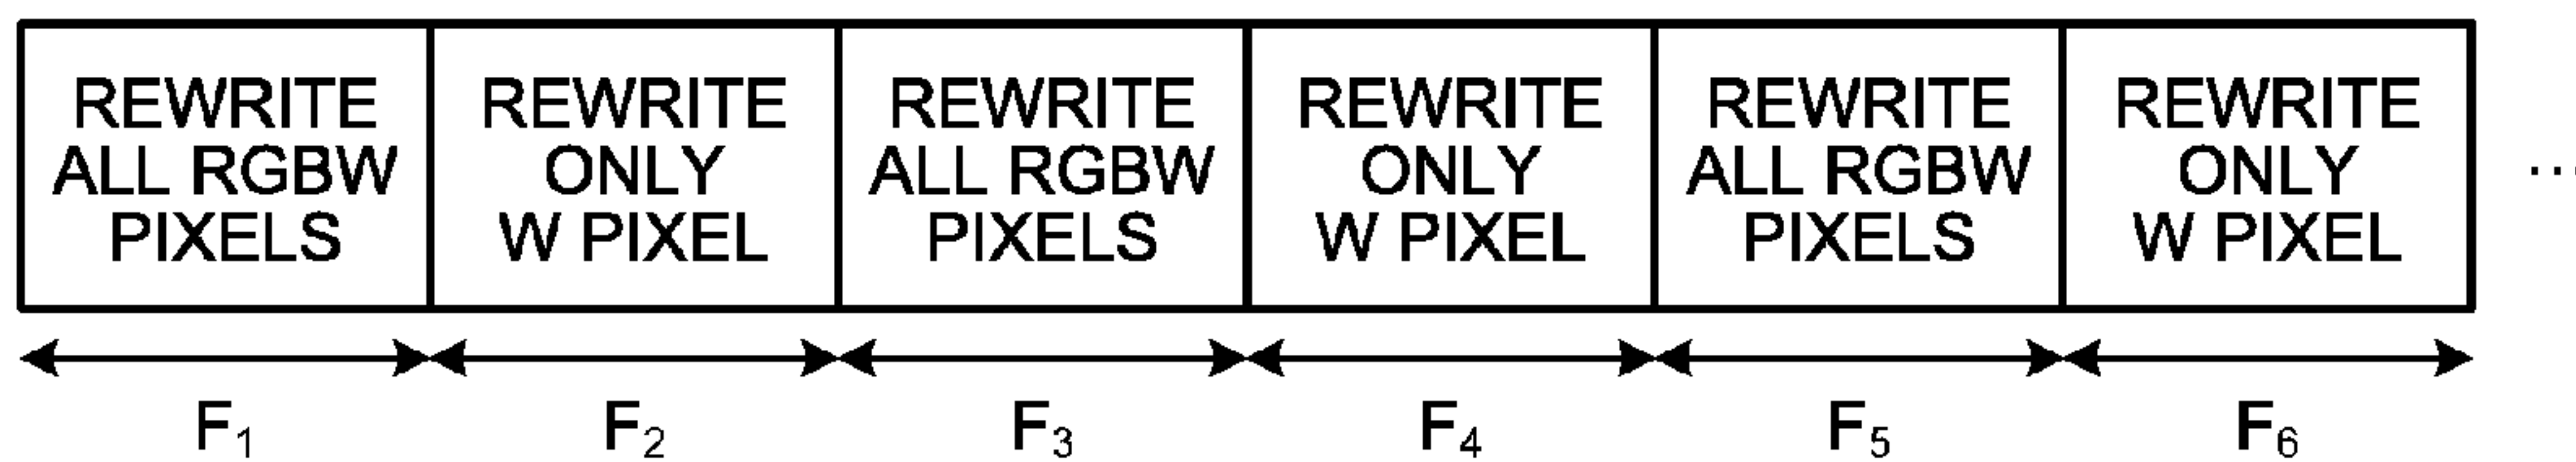 REWRITE
ALL RGBW
PIXELS
REWRITE
ONLY
W PIXEL
REWRITE
ALL RGBW
PIXELS
REWRITE
ONLY
W PIXEL
REWRITE
ALL RGBW
PIXELS
REWRITE
ONLY
W PIXEL
...
F₁
F₂
F₃
F₄
F₅
F₆